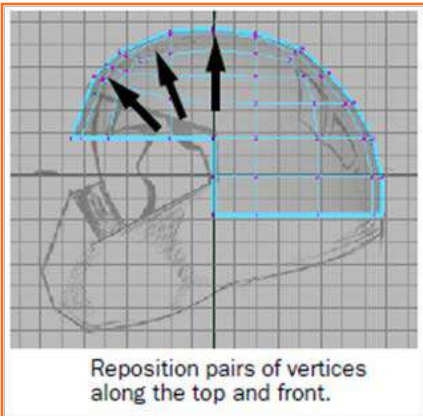 Reposition pairs of vertices
along the top and front.